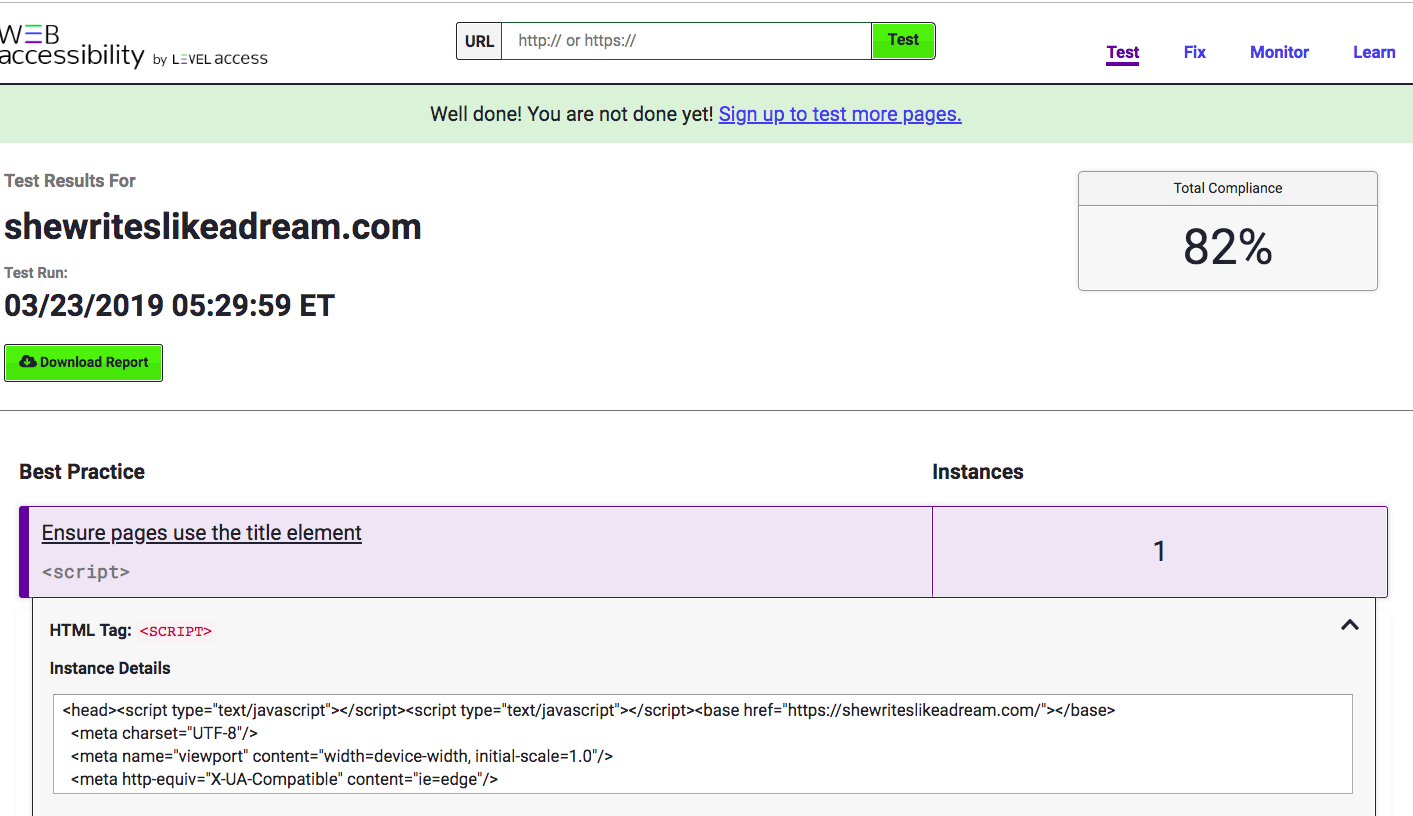 WEB
accessibility by LEVEL access
URL http:// or https:// Test
Test Fix Monitor Learn
Well done! You are not done yet! Sign up to test more pages.
Test Results For
shewriteslikeadream.com
Test Run:
03/23/2019 05:29:59 ET
Download Report
Total Compliance
82%
Best Practice Instances
Ensure pages use the title element
<script>
1
HTML Tag: <SCRIPT>
Instance Details
<head><script type="text/javascript"></script><script type="text/javascript"></script><base href="https://shewriteslikeadream.com/"></base>
<meta charset="UTF-8"/>
<meta name="viewport" content="width=device-width, initial-scale=1.0"/>
<meta http-equiv="X-UA-Compatible" content="ie=edge"/>